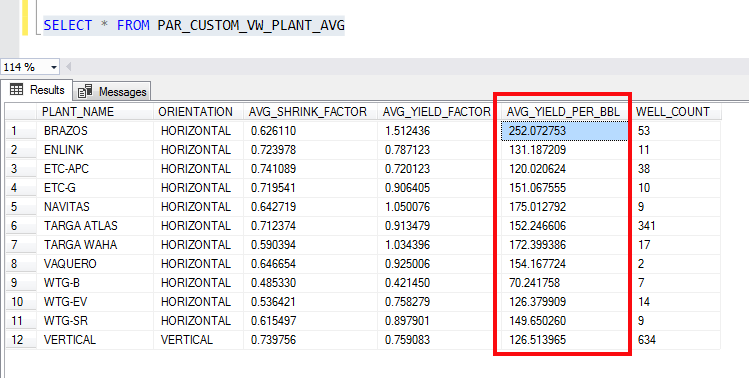 SELECT * FROM PAR_CUSTOM_VW_PLANT_AVG
114 %
Results Messages
PLANT_NAME ORIENTATION AVG_SHRINK_FACTOR AVG_YIELD_FACTOR AVG_YIELD_PER_BBL WELL_COUNT
1 BRAZOS HORIZONTAL 0.626110 1.512436 252.072753 53
2 ENLINK HORIZONTAL 0.723978 0.787123 131.187209 11
3 ETC-APC HORIZONTAL 0.741089 0.720123 120.020624 38
4 ETC-G HORIZONTAL 0.719541 0.906405 151.067555 10
5 NAVITAS HORIZONTAL 0.642719 1.050076 175.012792 9
6 TARGA ATLAS HORIZONTAL 0.712374 0.913479 152.246606 341
7 TARGA WAHA HORIZONTAL 0.590394 1.034396 172.399386 17
8 VAQUERO HORIZONTAL 0.646654 0.925006 154.167724 2
9 WTG-B HORIZONTAL 0.485330 0.421450 70.241758 7
10 WTG-EV HORIZONTAL 0.536421 0.758279 126.379909 14
11 WTG-SR HORIZONTAL 0.615497 0.897901 149.650260 9
12 VERTICAL VERTICAL 0.739756 0.759083 126.513965 634